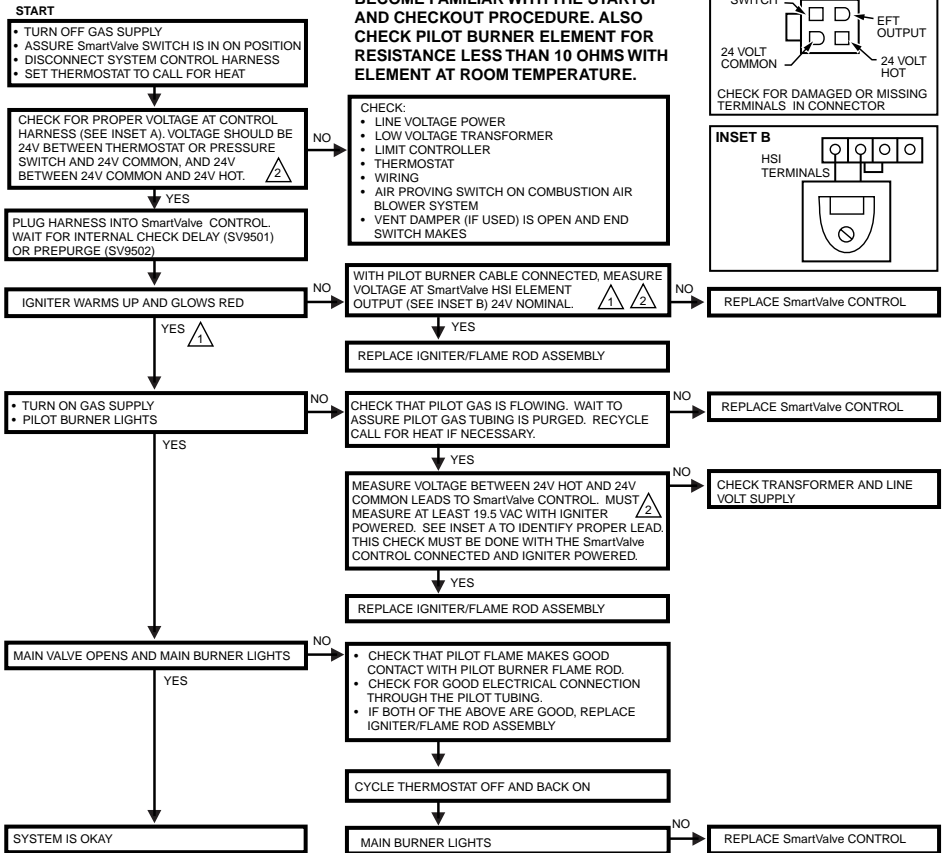 BECOME FAMILIAR WITH THE STARTUP
AND CHECKOUT PROCEDURE. ALSO
CHECK PILOT BURNER ELEMENT FOR
RESISTANCE LESS THAN 10 OHMS WITH
ELEMENT AT ROOM TEMPERATURE.
START
• TURN OFF GAS SUPPLY
• ASSURE SmartValve SWITCH IS IN ON POSITION
• DISCONNECT SYSTEM CONTROL HARNESS
• SET THERMOSTAT TO CALL FOR HEAT
SWITCH
EFT
OUTPUT
24 VOLT
COMMON
24 VOLT
HOT
CHECK FOR DAMAGED OR MISSING
TERMINALS IN CONNECTOR
CHECK FOR PROPER VOLTAGE AT CONTROL
HARNESS (SEE INSET A). VOLTAGE SHOULD BE
24V BETWEEN THERMOSTAT OR PRESSURE
SWITCH AND 24V COMMON, AND 24V
BETWEEN 24V COMMON AND 24V HOT.
2
NO
CHECK:
• LINE VOLTAGE POWER
• LOW VOLTAGE TRANSFORMER
• LIMIT CONTROLLER
• THERMOSTAT
• WIRING
• AIR PROVING SWITCH ON COMBUSTION AIR
BLOWER SYSTEM
• VENT DAMPER (IF USED) IS OPEN AND END
SWITCH MAKES
INSET B
HSI
TERMINALS
YES
PLUG HARNESS INTO SmartValve CONTROL.
WAIT FOR INTERNAL CHECK DELAY (SV9501)
OR PREPURGE (SV9502)
IGNITER WARMS UP AND GLOWS RED
NO
WITH PILOT BURNER CABLE CONNECTED, MEASURE
VOLTAGE AT SmartValve HSI ELEMENT
OUTPUT (SEE INSET B) 24V NOMINAL.
1
2
NO
REPLACE SmartValve CONTROL
YES
REPLACE IGNITER/FLAME ROD ASSEMBLY
YES
1
• TURN ON GAS SUPPLY
• PILOT BURNER LIGHTS
NO
CHECK THAT PILOT GAS IS FLOWING. WAIT TO
ASSURE PILOT GAS TUBING IS PURGED. RECYCLE
CALL FOR HEAT IF NECESSARY.
NO
REPLACE SmartValve CONTROL
YES
YES
MEASURE VOLTAGE BETWEEN 24V HOT AND 24V
COMMON LEADS TO SmartValve CONTROL. MUST
MEASURE AT LEAST 19.5 VAC WITH IGNITER
POWERED. SEE INSET A TO IDENTIFY PROPER LEAD.
THIS CHECK MUST BE DONE WITH THE SmartValve
CONTROL CONNECTED AND IGNITER POWERED.
2
NO
CHECK TRANSFORMER AND LINE
VOLT SUPPLY
YES
REPLACE IGNITER/FLAME ROD ASSEMBLY
MAIN VALVE OPENS AND MAIN BURNER LIGHTS
NO
• CHECK THAT PILOT FLAME MAKES GOOD
CONTACT WITH PILOT BURNER FLAME ROD.
• CHECK FOR GOOD ELECTRICAL CONNECTION
THROUGH THE PILOT TUBING.
• IF BOTH OF THE ABOVE ARE GOOD, REPLACE
IGNITER/FLAME ROD ASSEMBLY
YES
CYCLE THERMOSTAT OFF AND BACK ON
SYSTEM IS OKAY
MAIN BURNER LIGHTS
NO
REPLACE SmartValve CONTROL